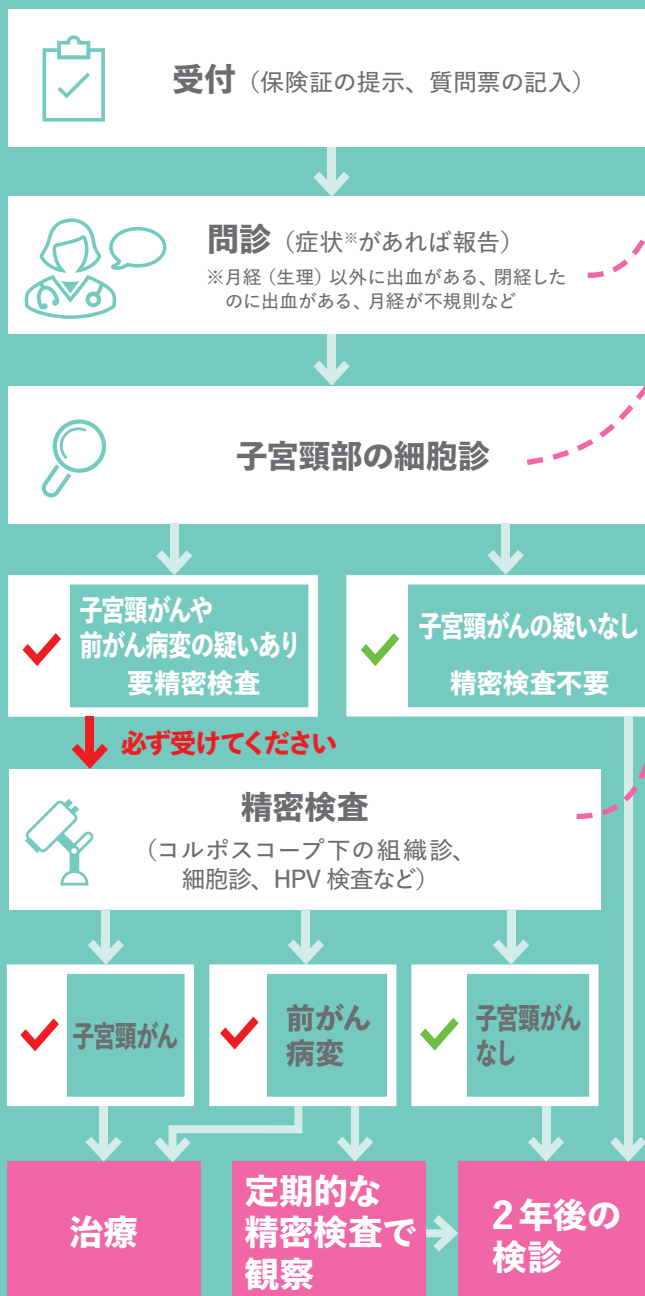 受付（保険証の提示、質問票の記入）
問診（症状※があれば報告）
※月経（生理）以外に出血がある、閉経した
のに出血がある、月経が不規則など
子宮頸部の細胞診
子宮頸がんや
前がん病変の疑いあり
要精密検査
子宮頸がんの疑いなし
精密検査不要
必ず受けてください
精密検査
（コルポスコープ下の組織診、
細胞診、HPV 検査など）
子宮頸がん
前がん
病変
子宮頸がん
なし
治療
定期的な
精密検査で
観察
2年後の
検診